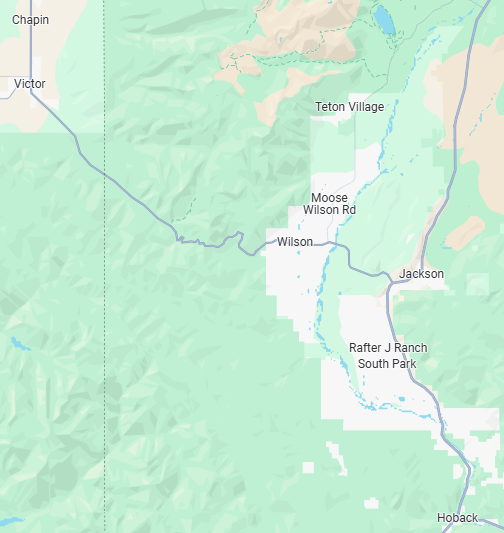 Chapin
Victor
Teton Village
Moose
Wilson Rd
Wilson
Jackson
Rafter J Ranch
South Park
Hoback